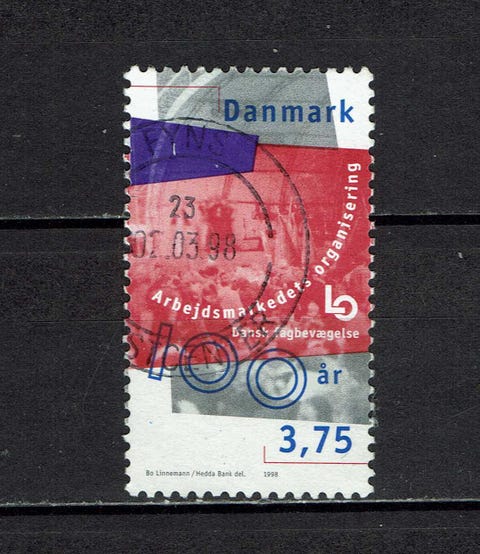 Danmark
FYNS
23
02.03.98
Arbejdsmarkedets organisering
LO
Dansk fagbevægelse
100 år
3,75
Bo Linnemann / Hedda Bank del. 1998